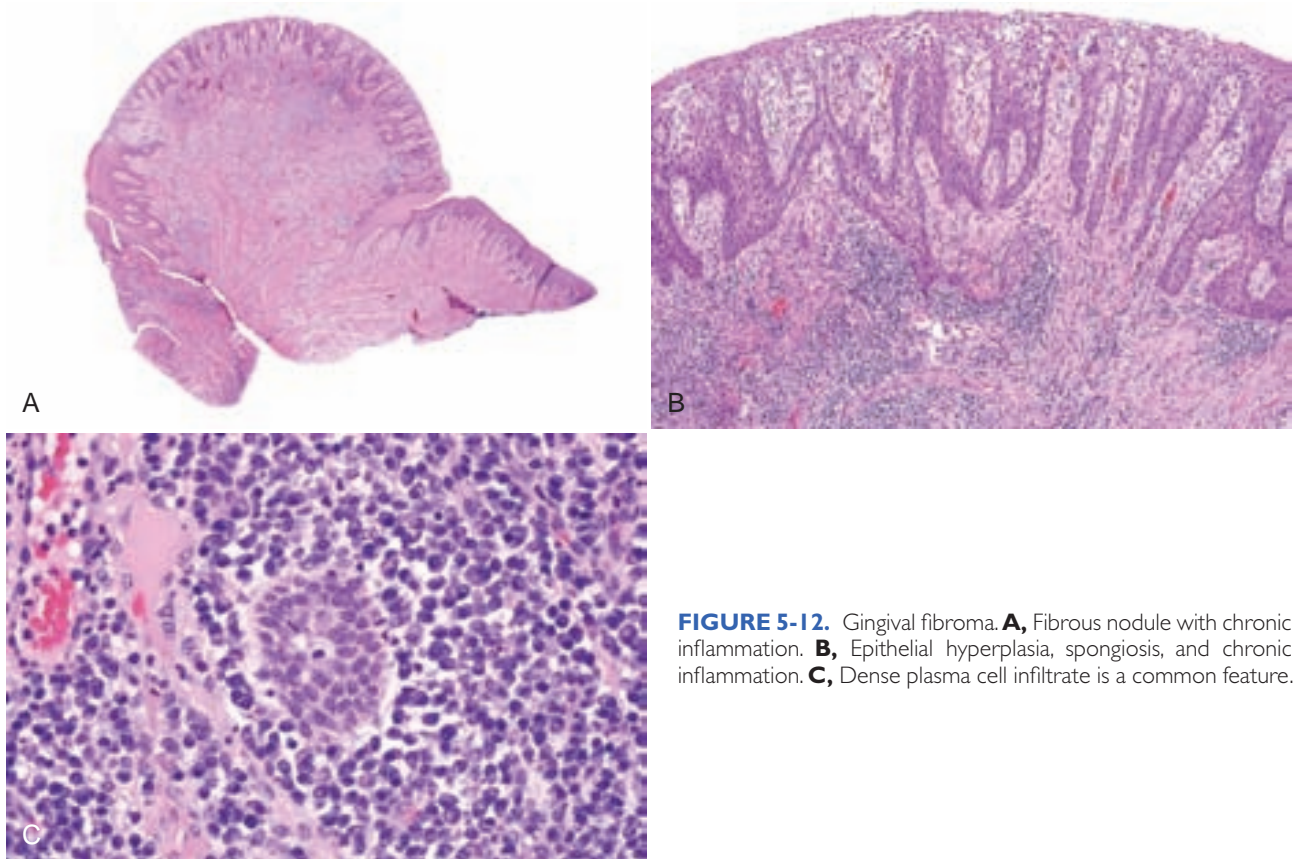 A
B
C
FIGURE 5-12. Gingival fibroma. A, Fibrous nodule with chronic
inflammation. B, Epithelial hyperplasia, spongiosis, and chronic
inflammation. C, Dense plasma cell infiltrate is a common feature.